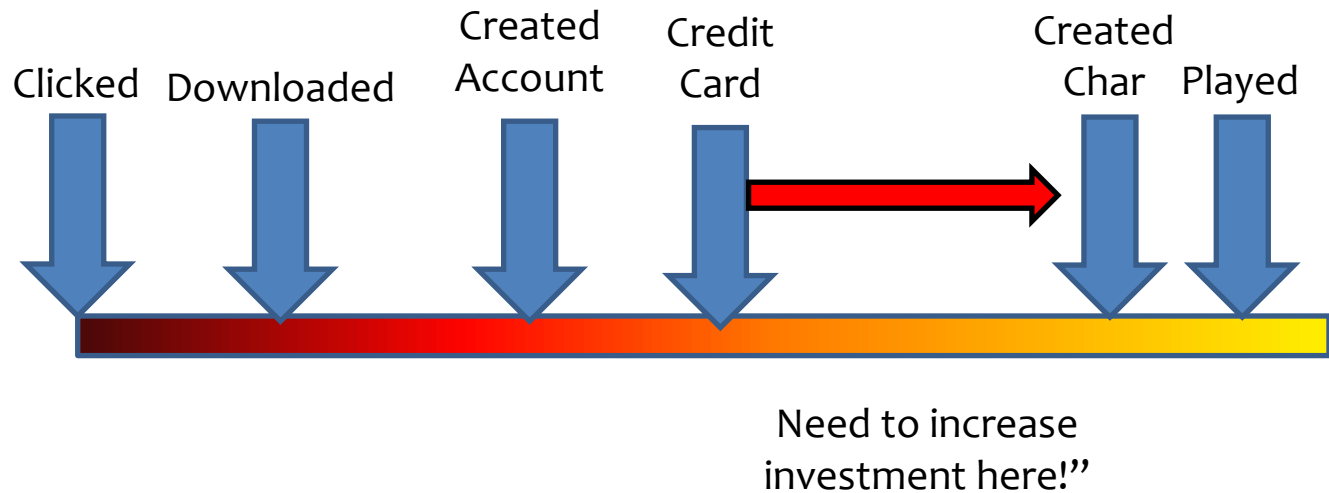 Clicked
Downloaded
Created
Account
Credit
Card
Created
Char
Played
Need to increase
investment here!”